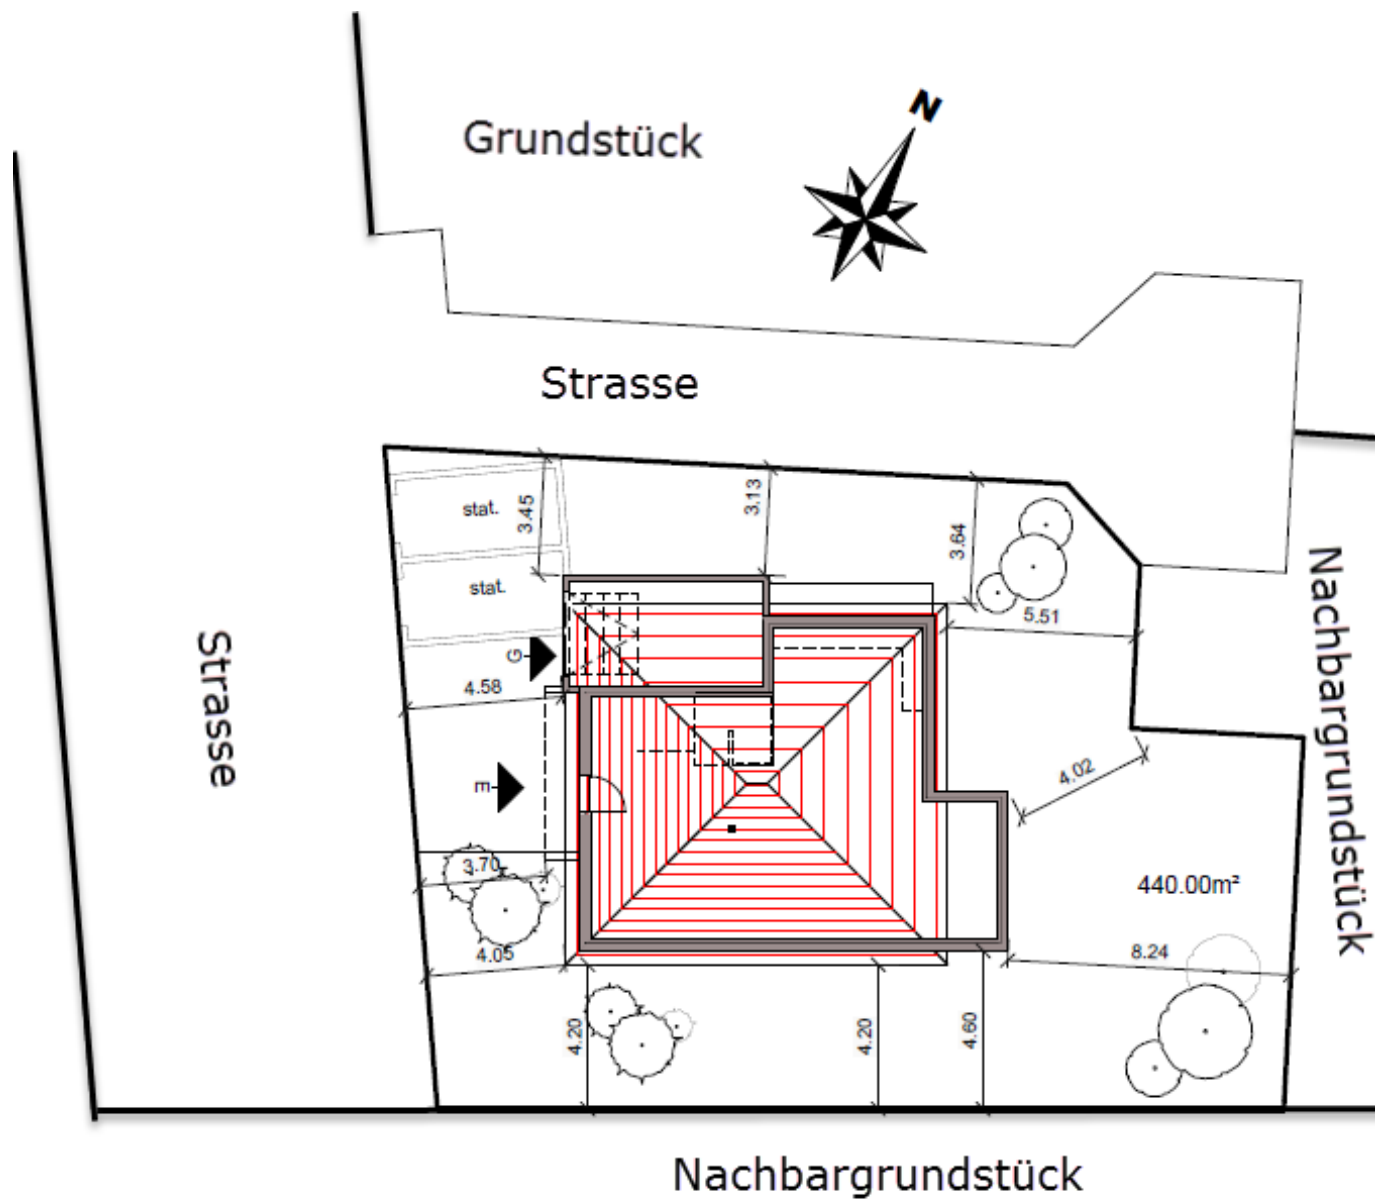 N
Grundstück
Strasse
stat.
3.45
3.13
3.64
stat.
5.51
G
4.58
Strasse
Nachbargrundstück
E
4.02
3.70
440.00m²
4.05
8.24
4.20
4.20
4.60
Nachbargrundstück